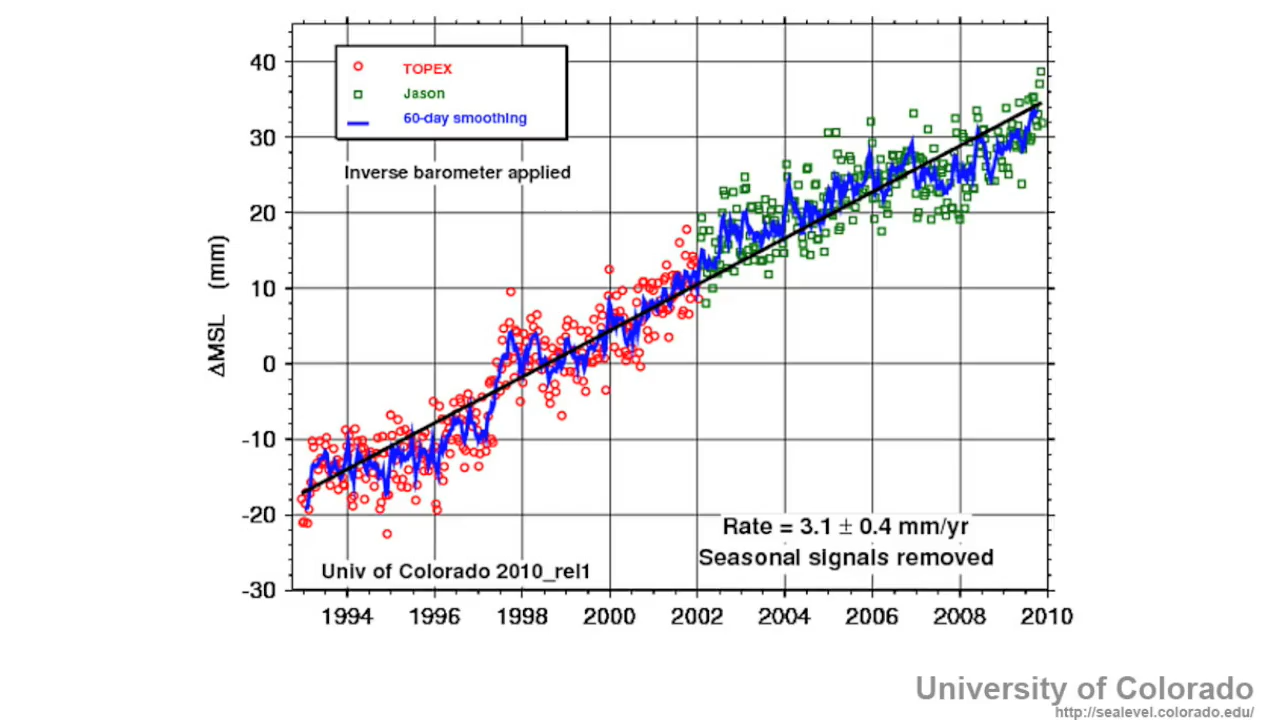 40
30
20
10
0
-10
-20
-30
ΔMSL (mm)
TOPEX
Jason
60-day smoothing
Inverse barometer applied
Rate = 3.1 ± 0.4 mm/yr
Seasonal signals removed
Univ of Colorado 2010_rel1
1994 1996 1998 2000 2002 2004 2006 2008 2010
University of Colorado
http://sealevel.colorado.edu/